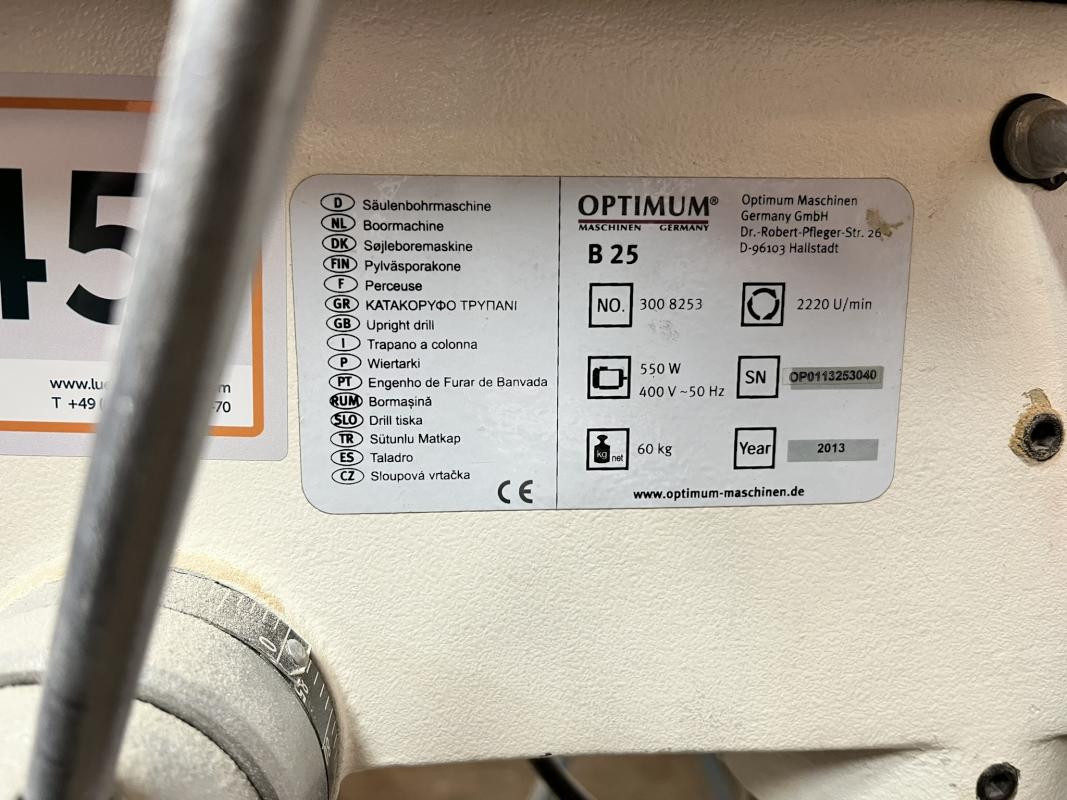 45
www.lue
m
T +49 (
-70
D Säulenbohrmaschine
NL Boormachine
DK Søjleboremaskine
FIN Pylväsporakone
F Perceuse
GR ΚΑΤΑΚΟΡΥΦΟ ΤΡΥΠΑΝΙ
GB Upright drill
I Trapano a colonna
P Wiertarki
PT Engenho de Furar de Banvada
RUM Bormaşină
SLO Drill tiska
TR Sütunlu Matkap
ES Taladro
CZ Sloupová vrtačka
CE
OPTIMUM®
MASCHINEN - GERMANY
B 25
Optimum Maschinen
Germany GmbH
Dr.-Robert-Pfleger-Str. 26
D-96103 Hallstadt
NO. 300 8253
2220 U/min
550 W
400 V ~50 Hz
SN OP0113253040
kg net 60 kg
Year 2013
www.optimum-maschinen.de
0